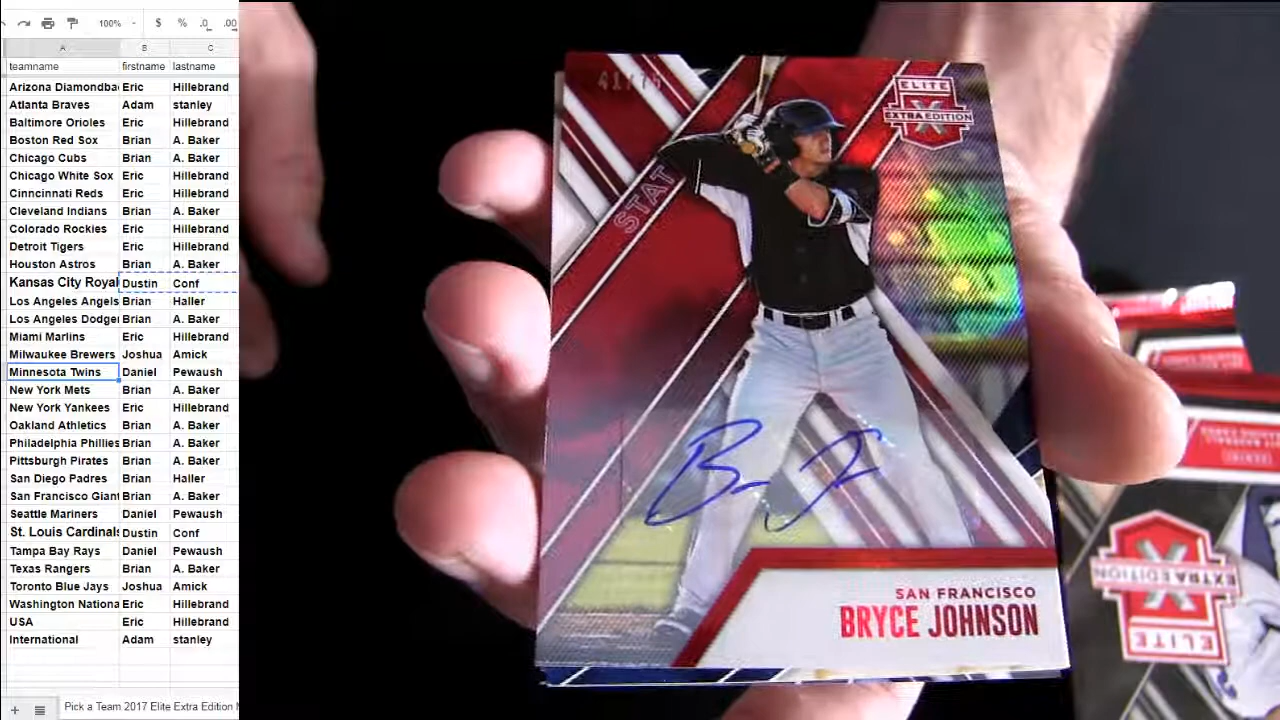 100% $ % .0 .00
A B C
teamname firstname lastname
Arizona Diamondba Eric Hillebrand
Atlanta Braves Adam stanley
Baltimore Orioles Eric Hillebrand
Boston Red Sox Brian A. Baker
Chicago Cubs Brian A. Baker
Chicago White Sox Eric Hillebrand
Cinncinnati Reds Eric Hillebrand
Cleveland Indians Brian A. Baker
Colorado Rockies Eric Hillebrand
Detroit Tigers Eric Hillebrand
Houston Astros Brian A. Baker
Kansas CIty Royal Dustin Conf
Los Angeles Angels Brian Haller
Los Angeles Dodge Brian A. Baker
Miami Marlins Eric Hillebrand
Milwaukee Brewers Joshua Amick
Minnesota Twins Daniel Pewaush
New York Mets Brian A. Baker
New York Yankees Eric Hillebrand
Oakland Athletics Brian A. Baker
Philadelphia Phillies Brian A. Baker
Pittsburgh Pirates Brian A. Baker
San Diego Padres Brian Haller
San Francisco Gian Brian A. Baker
Seattle Mariners Daniel Pewaush
St. Louis Cardinals Dustin Conf
Tampa Bay Rays Daniel Pewaush
Texas Rangers Brian A. Baker
Toronto Blue Jays Joshua Amick
Washington Nationa Eric Hillebrand
USA Eric Hillebrand
International Adam stanley
Pick a Team 2017 Elite Extra Edition
41/75
ELITE
EXTRA EDITION
X
STAT
SAN FRANCISCO
BRYCE JOHNSON
EXTRA EDITION
X
ELITE